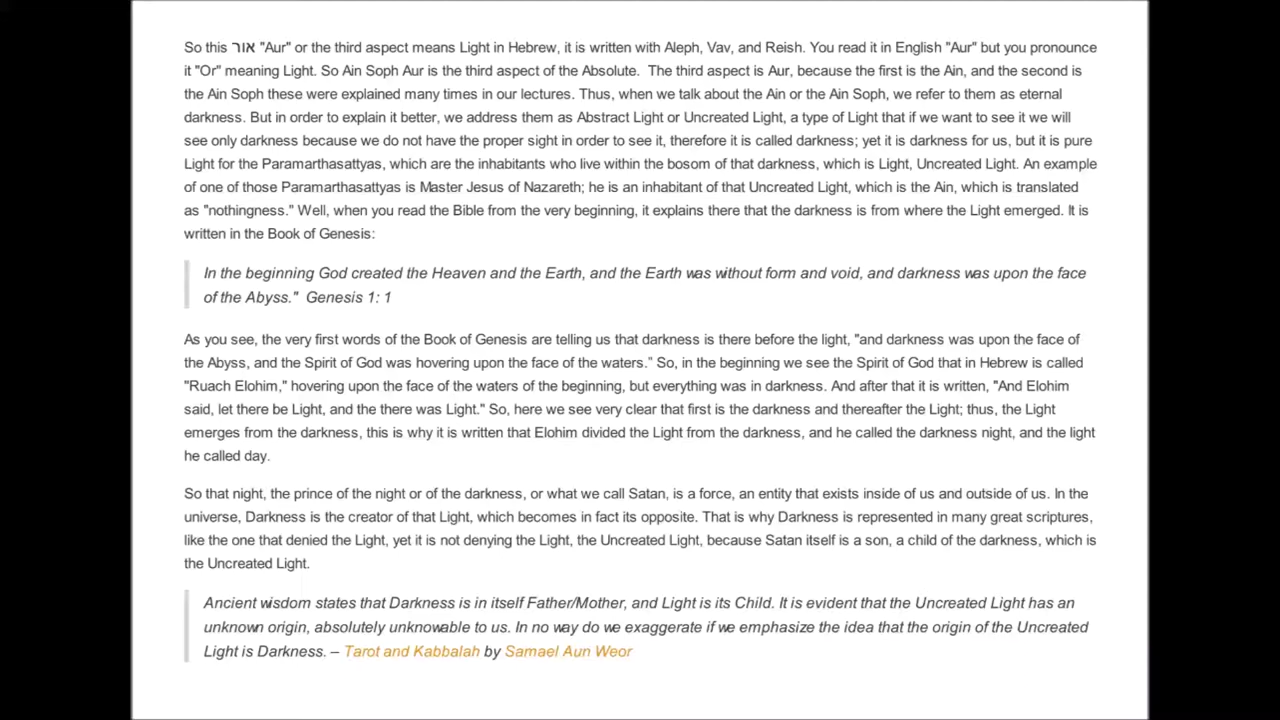 So this אור "Aur" or the third aspect means Light in Hebrew, it is written with Aleph, Vav, and Reish. You read it in English "Aur" but you pronounce
it "Or" meaning Light. So Ain Soph Aur is the third aspect of the Absolute.  The third aspect is Aur, because the first is the Ain, and the second is
the Ain Soph these were explained many times in our lectures. Thus, when we talk about the Ain or the Ain Soph, we refer to them as eternal
darkness. But in order to explain it better, we address them as Abstract Light or Uncreated Light, a type of Light that if we want to see it we will
see only darkness because we do not have the proper sight in order to see it, therefore it is called darkness; yet it is darkness for us, but it is pure
Light for the Paramarthasattyas, which are the inhabitants who live within the bosom of that darkness, which is Light, Uncreated Light. An example
of one of those Paramarthasattyas is Master Jesus of Nazareth; he is an inhabitant of that Uncreated Light, which is the Ain, which is translated
as "nothingness." Well, when you read the Bible from the very beginning, it explains there that the darkness is from where the Light emerged. It is
written in the Book of Genesis:
In the beginning God created the Heaven and the Earth, and the Earth was without form and void, and darkness was upon the face
of the Abyss."  Genesis 1: 1
As you see, the very first words of the Book of Genesis are telling us that darkness is there before the light, "and darkness was upon the face of
the Abyss, and the Spirit of God was hovering upon the face of the waters." So, in the beginning we see the Spirit of God that in Hebrew is called
"Ruach Elohim," hovering upon the face of the waters of the beginning, but everything was in darkness. And after that it is written, "And Elohim
said, let there be Light, and the there was Light." So, here we see very clear that first is the darkness and thereafter the Light; thus, the Light
emerges from the darkness, this is why it is written that Elohim divided the Light from the darkness, and he called the darkness night, and the light
he called day.
So that night, the prince of the night or of the darkness, or what we call Satan, is a force, an entity that exists inside of us and outside of us. In the
universe, Darkness is the creator of that Light, which becomes in fact its opposite. That is why Darkness is represented in many great scriptures,
like the one that denied the Light, yet it is not denying the Light, the Uncreated Light, because Satan itself is a son, a child of the darkness, which is
the Uncreated Light.
Ancient wisdom states that Darkness is in itself Father/Mother, and Light is its Child. It is evident that the Uncreated Light has an
unknown origin, absolutely unknowable to us. In no way do we exaggerate if we emphasize the idea that the origin of the Uncreated
Light is Darkness. – Tarot and Kabbalah by Samael Aun Weor